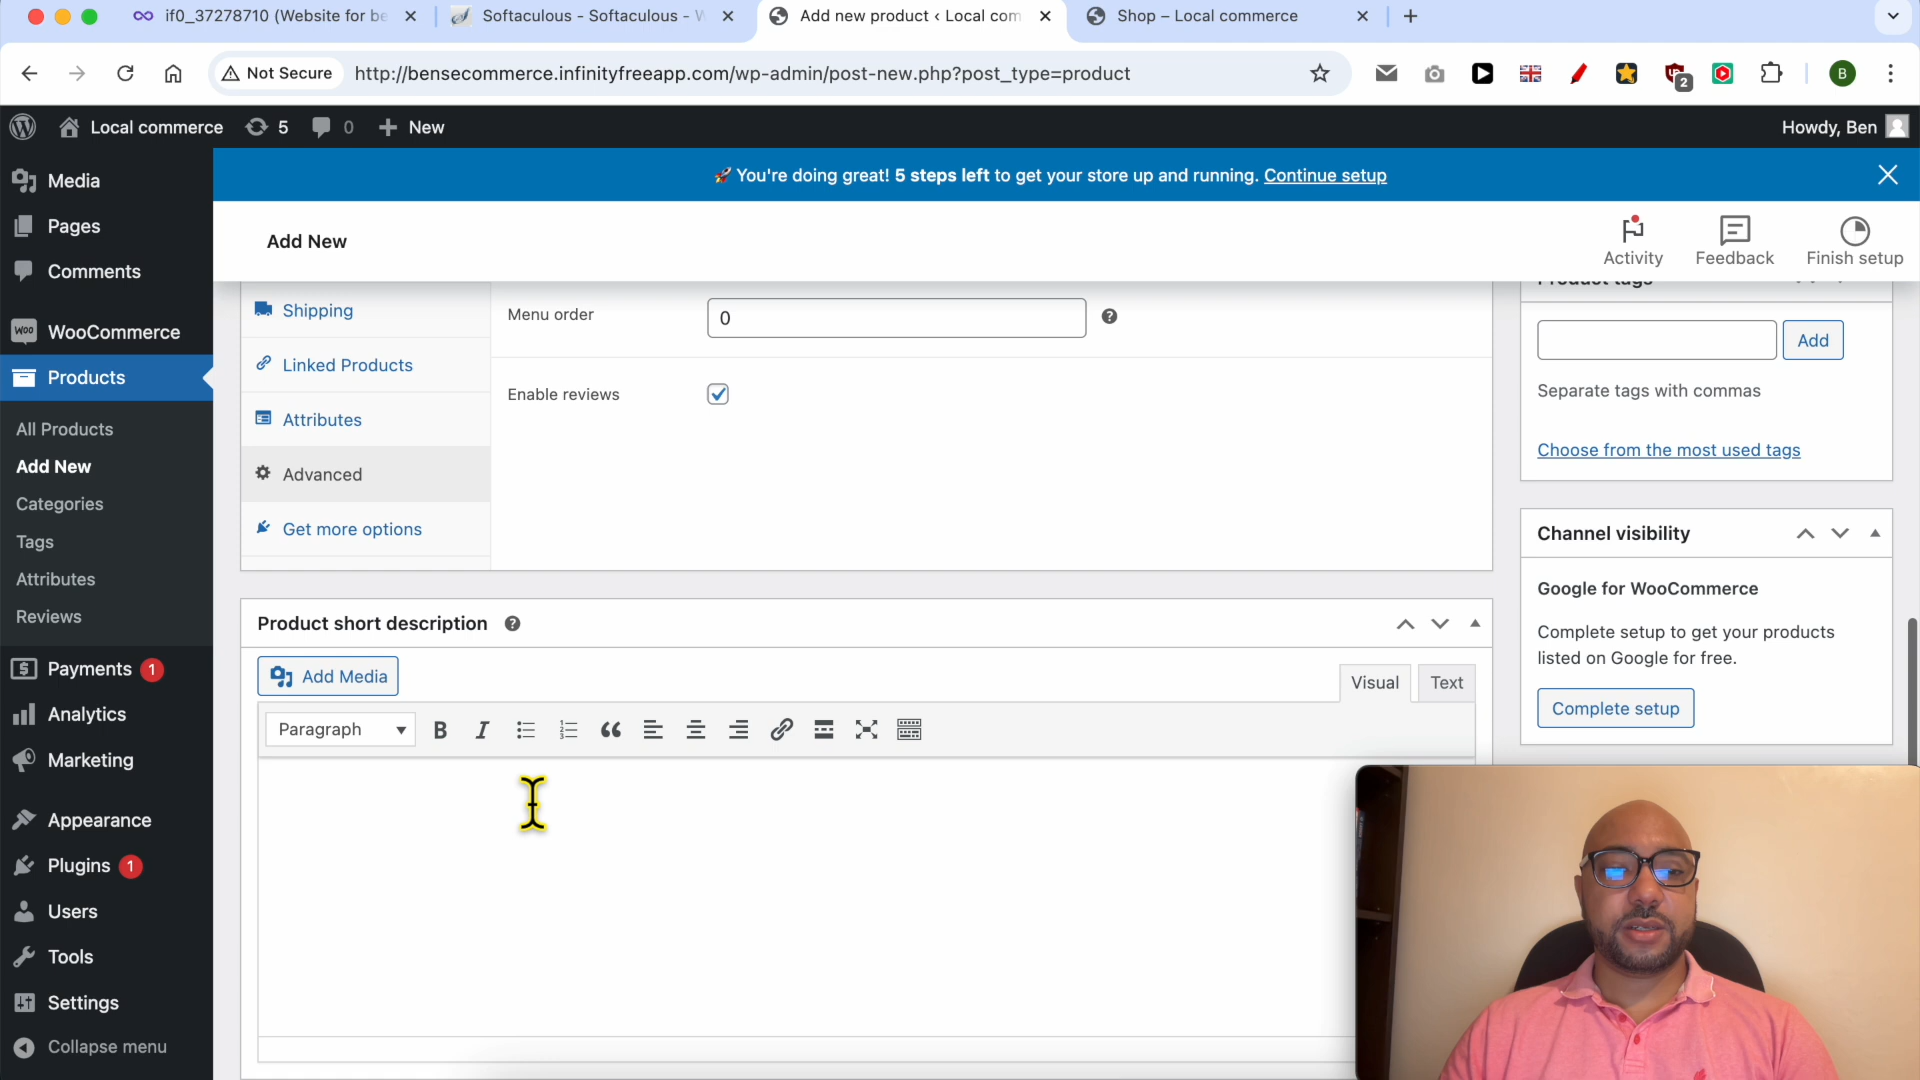 if0_37278710 (Website for be
Softaculous - Softaculous - W
Add new product ‹ Local com
Shop – Local commerce
Not Secure
http://bensecommerce.infinityfreeapp.com/wp-admin/post-new.php?post_type=product
2
B
Local commerce
5
0
New
Howdy, Ben
Media
Pages
Comments
WooCommerce
Products
All Products
Add New
Categories
Tags
Attributes
Reviews
Payments 1
Analytics
Marketing
Appearance
Plugins 1
Users
Tools
Settings
Collapse menu
🚀 You're doing great! 5 steps left to get your store up and running. Continue setup
Add New
Activity
Feedback
Finish setup
Shipping
Linked Products
Attributes
Advanced
Get more options
Menu order
0
Enable reviews
Product short description
Add Media
Visual
Text
Paragraph
Product tags
Add
Separate tags with commas
Choose from the most used tags
Channel visibility
Google for WooCommerce
Complete setup to get your products
listed on Google for free.
Complete setup